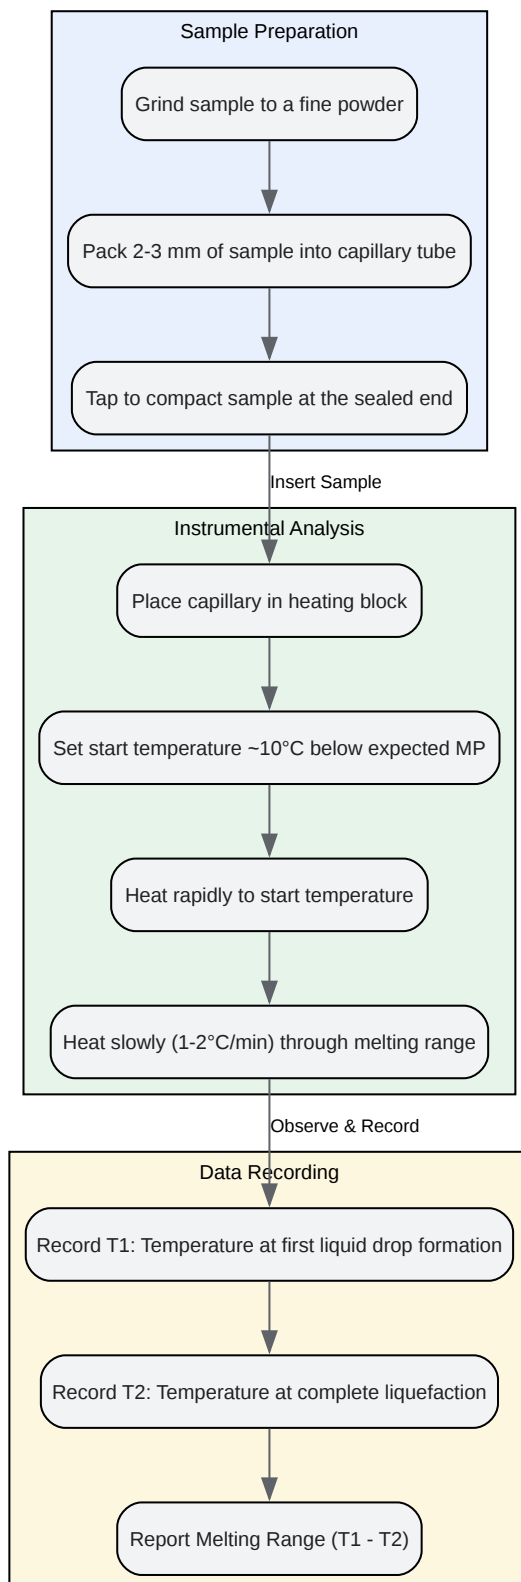 Sample Preparation
Grind sample to a fine powder
Pack 2-3 mm of sample into capillary tube
Tap to compact sample at the sealed end
Insert Sample
Instrumental Analysis
Place capillary in heating block
Set start temperature ~10°C below expected MP
Heat rapidly to start temperature
Heat slowly (1-2°C/min) through melting range
Observe & Record
Data Recording
Record T1: Temperature at first liquid drop formation
Record T2: Temperature at complete liquefaction
Report Melting Range (T1 - T2)